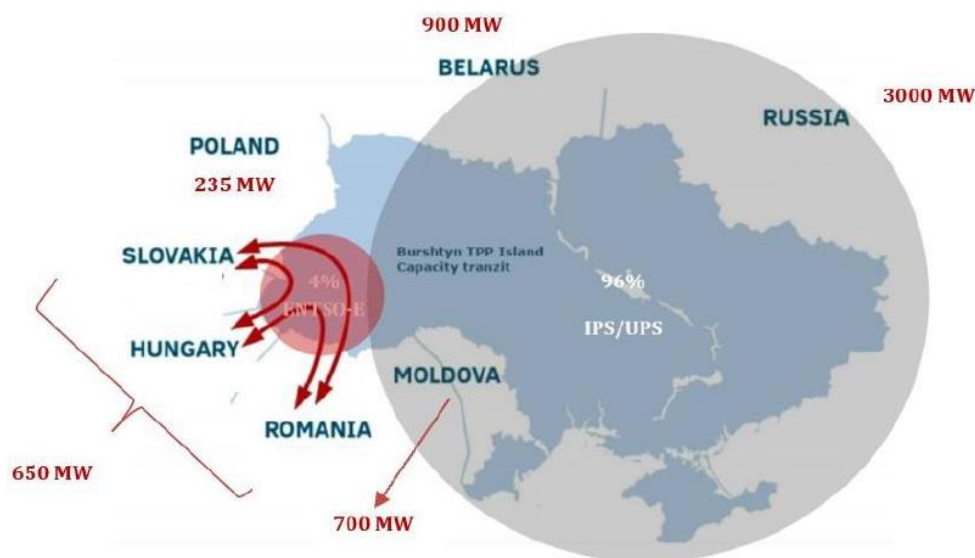 900 MW
BELARUS
3000 MW
RUSSIA
POLAND
235 MW
SLOVAKIA
Burshtyn TPP Island
Capacity tranzit
4%
ENTSO-E
96%
IPS/UPS
HUNGARY
MOLDOVA
ROMANIA
650 MW
700 MW